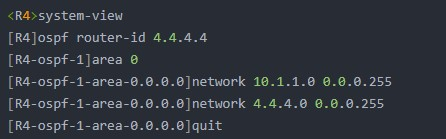 <R4>system-view
[R4]ospf router-id 4.4.4.4
[R4-ospf-1]area 0
[R4-ospf-1-area-0.0.0.0]network 10.1.1.0 0.0.0.255
[R4-ospf-1-area-0.0.0.0]network 4.4.4.0 0.0.0.255
[R4-ospf-1-area-0.0.0.0]quit